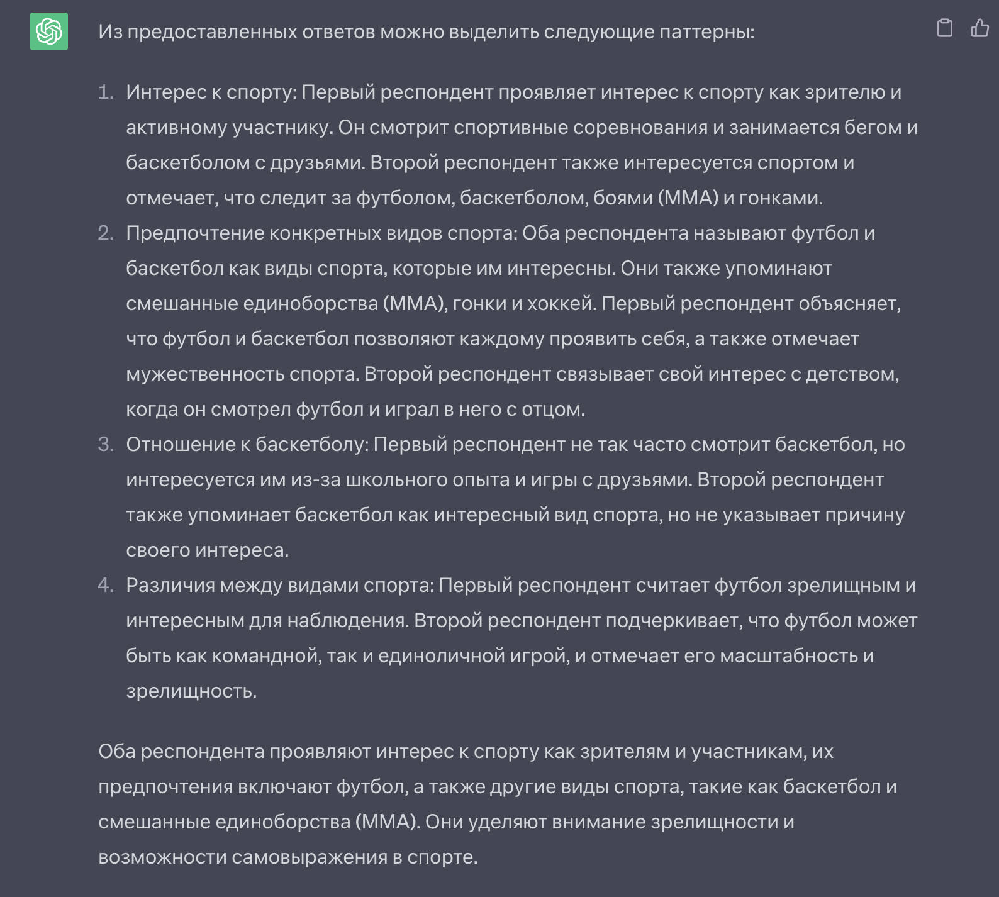 Из предоставленных ответов можно выделить следующие паттерны:
1. Интерес к спорту: Первый респондент проявляет интерес к спорту как зрителю и
активному участнику. Он смотрит спортивные соревнования и занимается бегом и
баскетболом с друзьями. Второй респондент также интересуется спортом и
отмечает, что следит за футболом, баскетболом, боями (ММА) и гонками.
2. Предпочтение конкретных видов спорта: Оба респондента называют футбол и
баскетбол как виды спорта, которые им интересны. Они также упоминают
смешанные единоборства (ММА), гонки и хоккей. Первый респондент объясняет,
что футбол и баскетбол позволяют каждому проявить себя, а также отмечает
мужественность спорта. Второй респондент связывает свой интерес с детством,
когда он смотрел футбол и играл в него с отцом.
3. Отношение к баскетболу: Первый респондент не так часто смотрит баскетбол, но
интересуется им из-за школьного опыта и игры с друзьями. Второй респондент
также упоминает баскетбол как интересный вид спорта, но не указывает причину
своего интереса.
4. Различия между видами спорта: Первый респондент считает футбол зрелищным и
интересным для наблюдения. Второй респондент подчеркивает, что футбол может
быть как командной, так и единоличной игрой, и отмечает его масштабность и
зрелищность.
Оба респондента проявляют интерес к спорту как зрителям и участникам, их
предпочтения включают футбол, а также другие виды спорта, такие как баскетбол и
смешанные единоборства (ММА). Они уделяют внимание зрелищности и
возможности самовыражения в спорте.